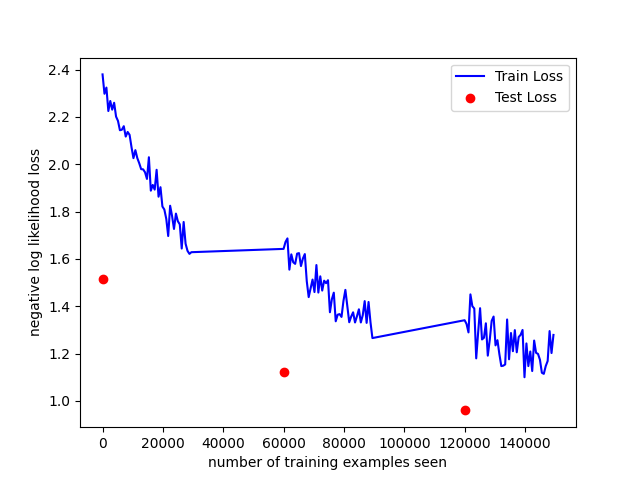 Train Loss
Test Loss
negative log likelihood loss
2.4
2.2
2.0
1.8
1.6
1.4
1.2
1.0
0 20000 40000 60000 80000 100000 120000 140000
number of training examples seen